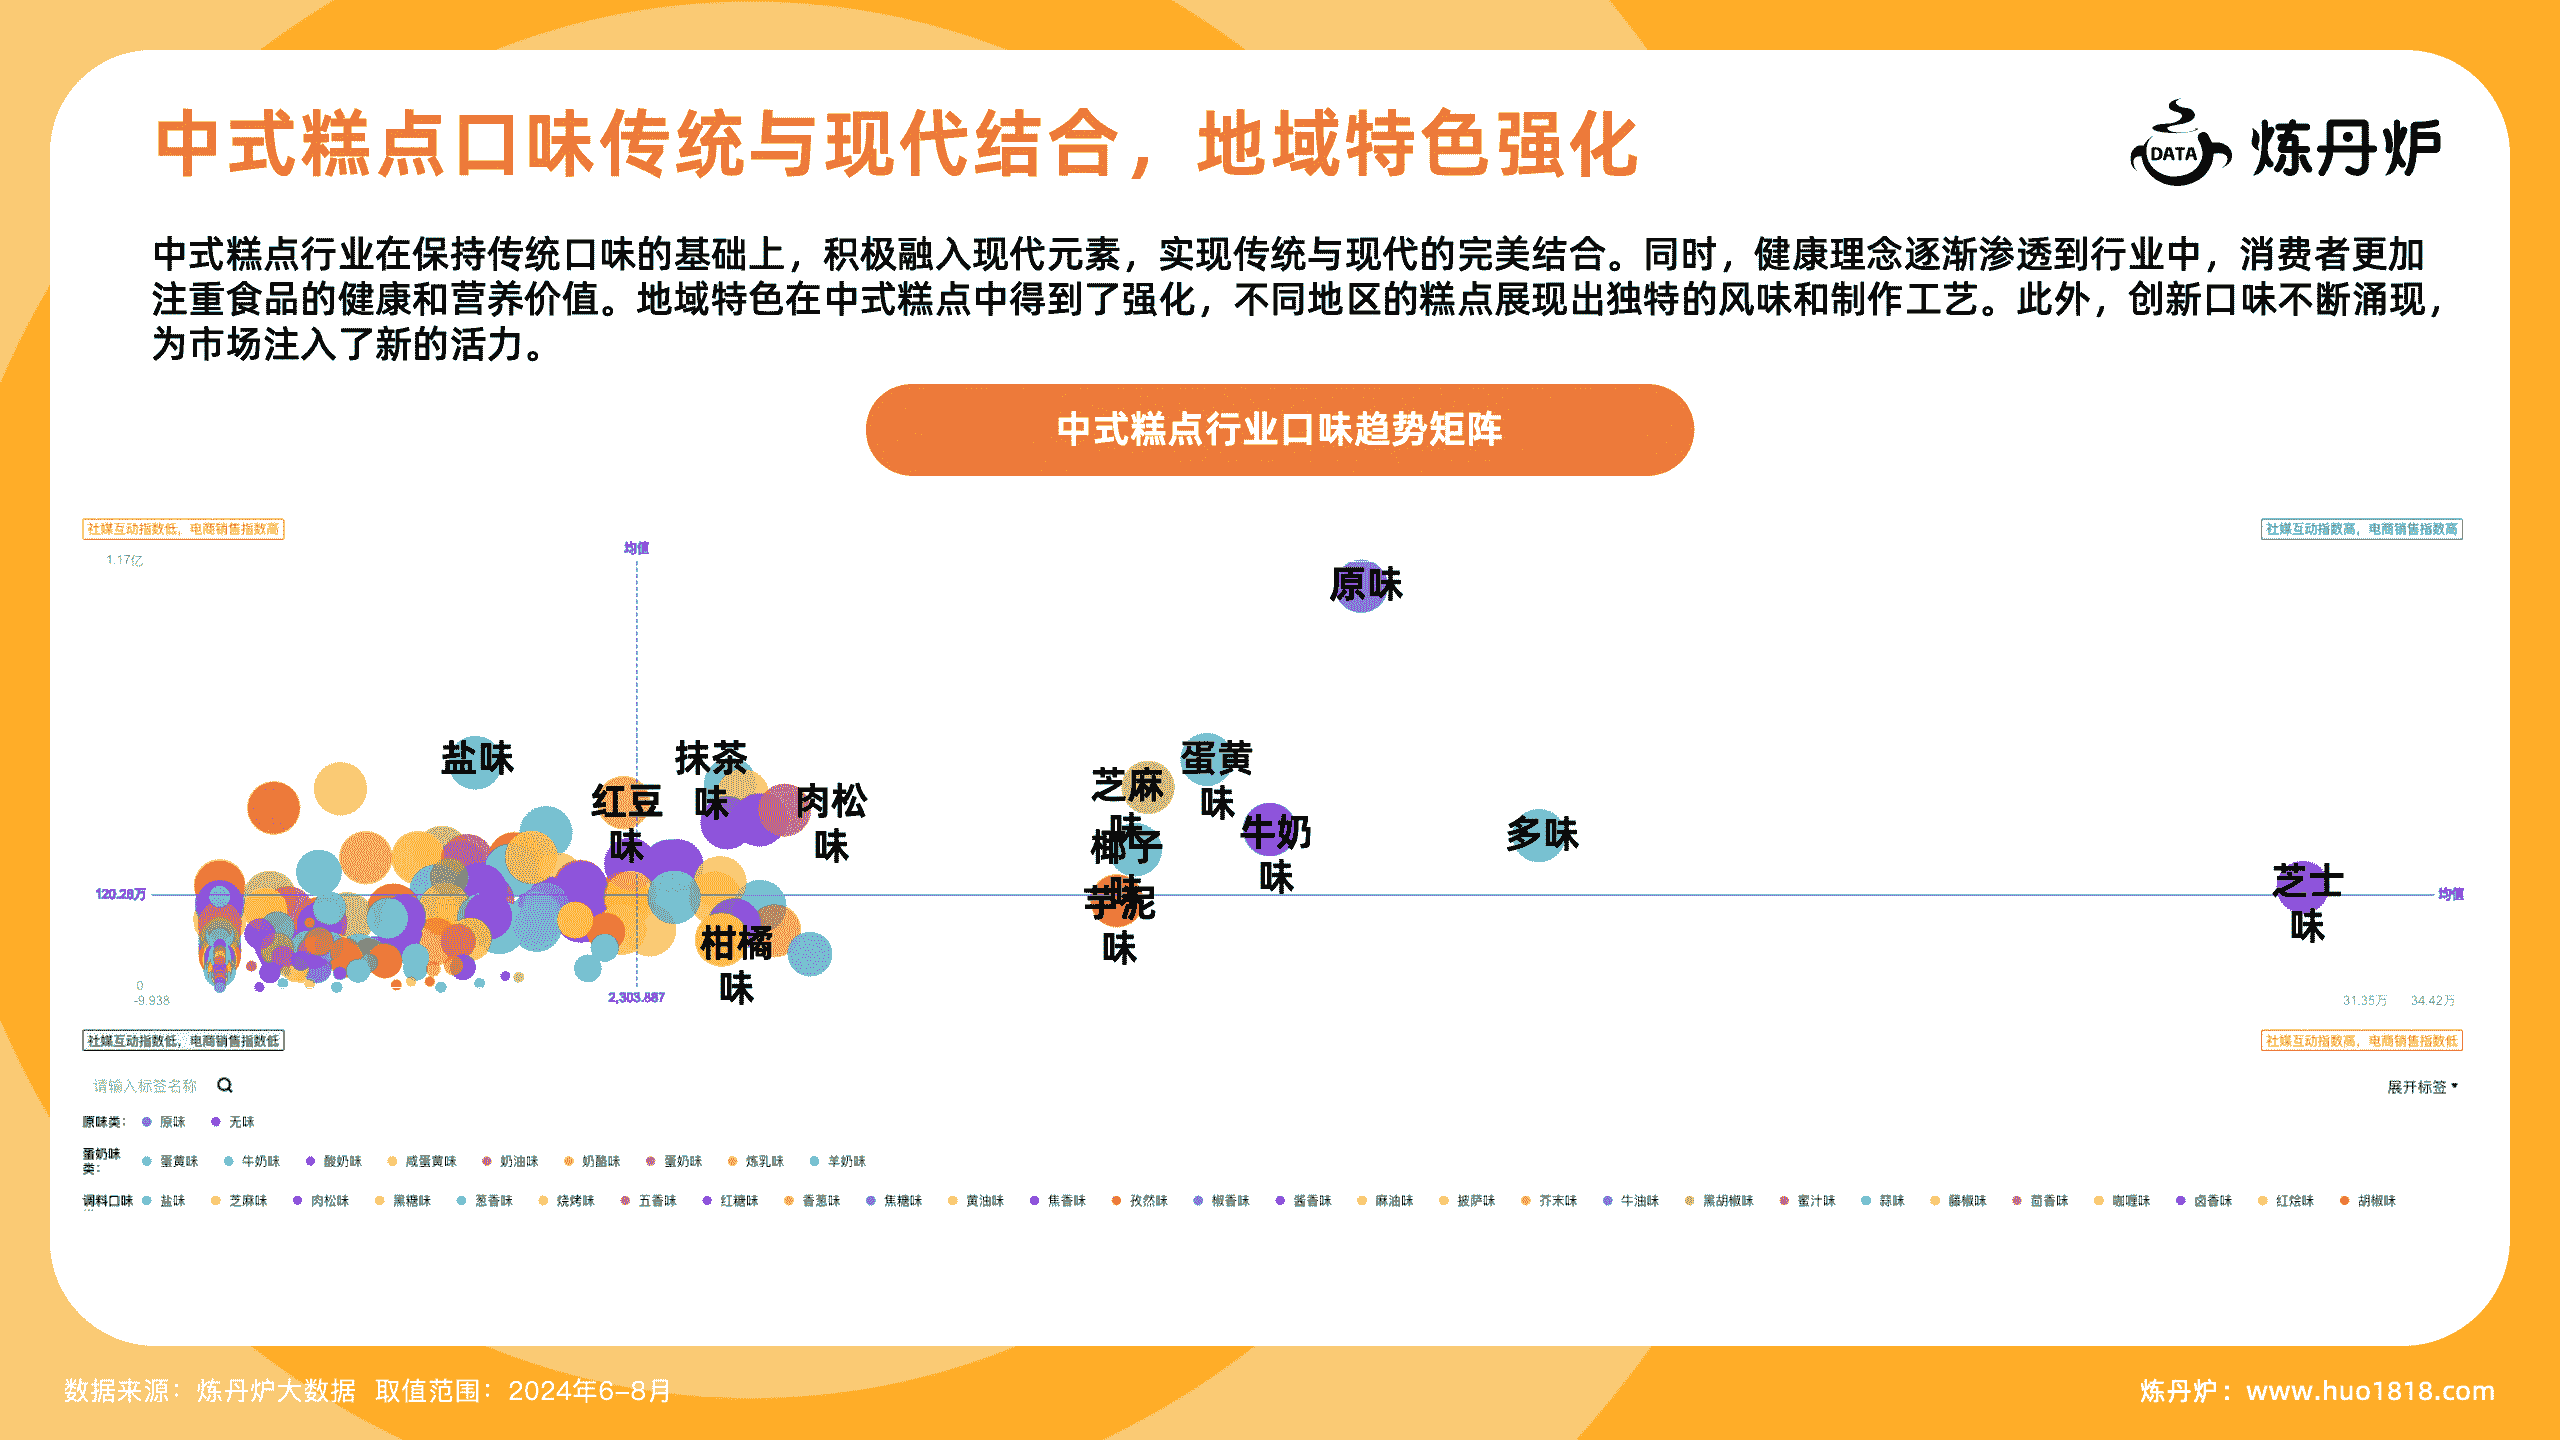 中式糕点口味传统与现代结合，地域特色强化
DATA 炼丹炉
中式糕点行业在保持传统口味的基础上，积极融入现代元素，实现传统与现代的完美结合。同时，健康理念逐渐渗透到行业中，消费者更加
注重食品的健康和营养价值。地域特色在中式糕点中得到了强化，不同地区的糕点展现出独特的风味和制作工艺。此外，创新口味不断涌现，
为市场注入了新的活力。
中式糕点行业口味趋势矩阵
社媒互动指数低，电商销售指数高
社媒互动指数高，电商销售指数高
均值
1.17亿
原味
盐味
抹茶
味
红豆
味
肉松
味
蛋黄
味
芝麻
味
椰子
味
牛奶
味
多味
芋泥
味
芝士
味
120.26万
均值
柑橘
味
0
-9.938
2,303.887
31.35万 34.42万
社媒互动指数低，电商销售指数低
社媒互动指数高，电商销售指数低
请输入标签名称
展开标签
原味类： 原味 无味
蛋奶味
类： 蛋黄味 牛奶味 酸奶味 咸蛋黄味 奶油味 奶酪味 蛋奶味 炼乳味 羊奶味
调料口味 盐味 芝麻味 肉松味 黑糖味 葱香味 烧烤味 五香味 红糖味 香葱味 焦糖味 黄油味 焦香味 孜然味 椒香味 酱香味 麻油味 披萨味 芥末味 牛油味 黑胡椒味 蜜汁味 蒜味 藤椒味 茴香味 咖喱味 卤香味 红烩味 胡椒味
数据来源：炼丹炉大数据 取值范围：2024年6-8月
炼丹炉：www.huo1818.com